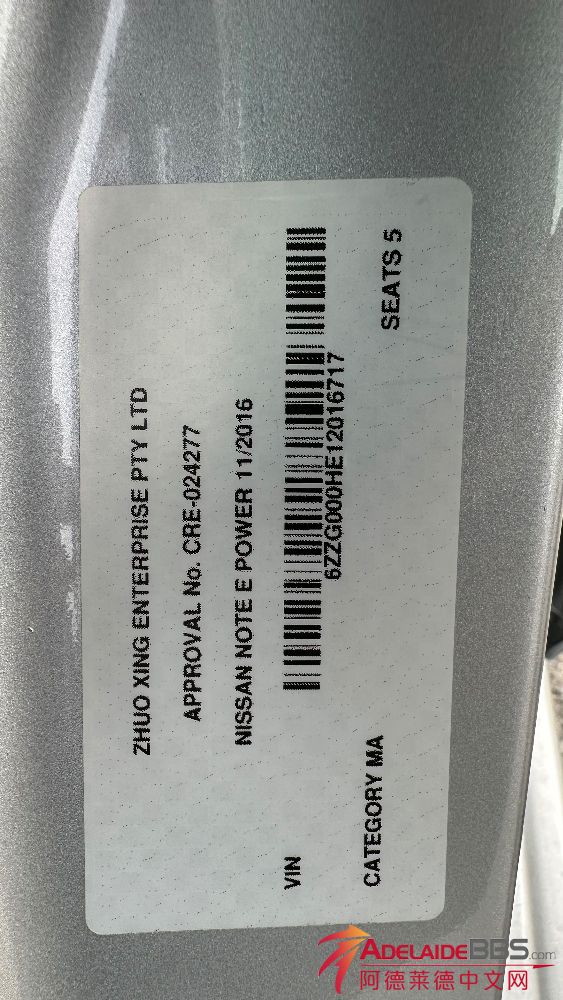 ZHUO XING ENTERPRISE PTY LTD
APPROVAL No. CRE-024277
NISSAN NOTE E POWER 11/2016
VIN
6ZZG000HE12016717
CATEGORY MA
SEATS 5
ADELAIDEBBS.com
阿德莱德中文网